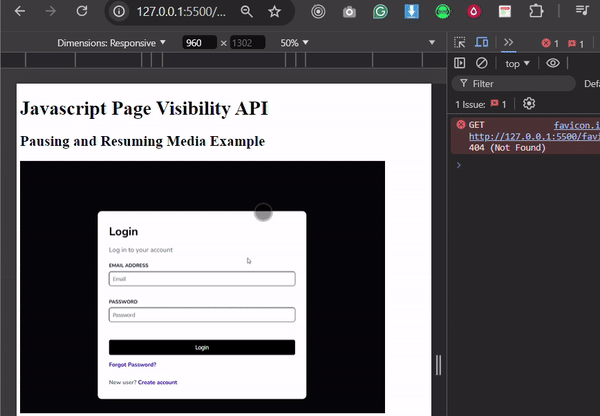 127.0.0.1:5500/...
Dimensions: Responsive
960 × 1302
50%
1
1
top
Filter
Defa
1 Issue:
1
GET
favicon.i
http://127.0.0.1:5500/favi
404 (Not Found)
Javascript Page Visibility API
Pausing and Resuming Media Example
Login
Log in to your account
EMAIL ADDRESS
Email
PASSWORD
Password
Login
Forgot Password?
New user? Create account